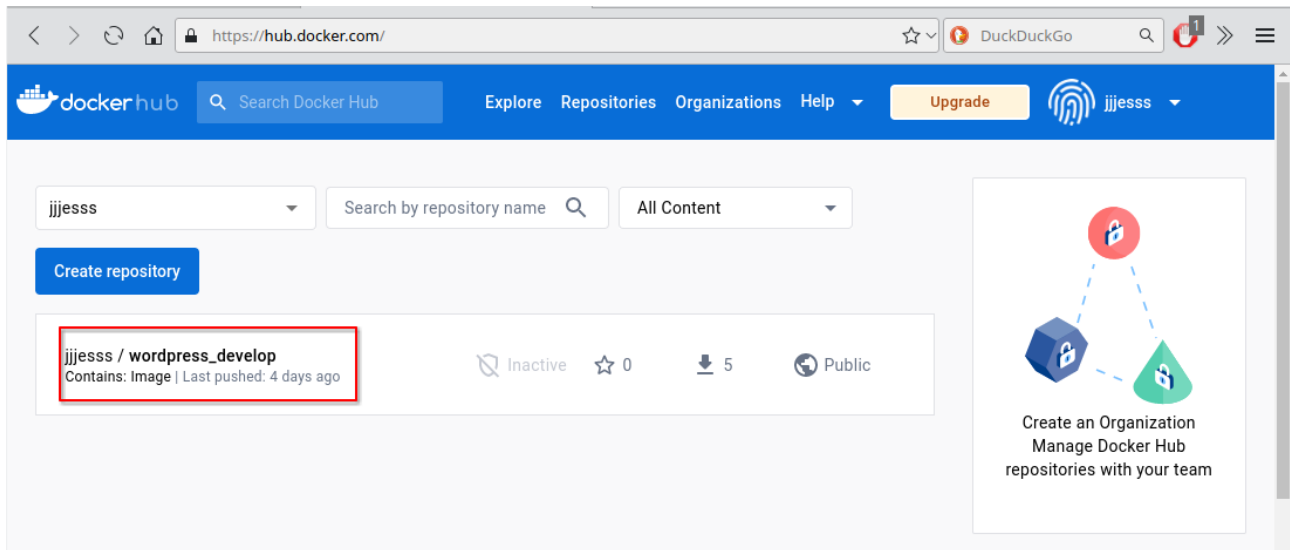 https://hub.docker.com/
DuckDuckGo
1
dockerhub
Search Docker Hub
Explore
Repositories
Organizations
Help
Upgrade
jjjesss
jjjesss
Search by repository name
All Content
Create repository
jjjesss / wordpress_develop
Contains: Image | Last pushed: 4 days ago
Inactive
0
5
Public
Create an Organization
Manage Docker Hub
repositories with your team